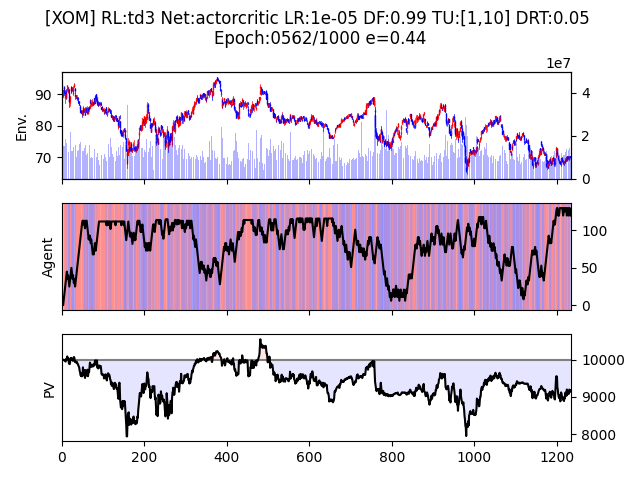 [XOM] RL:td3 Net:actorcritic LR:1e-05 DF:0.99 TU:[1,10] DRT:0.05
Epoch:0562/1000 e=0.44
1e7
Env.
90
80
70
4
2
0
Agent
100
50
0
PV
10000
9000
8000
0 200 400 600 800 1000 1200